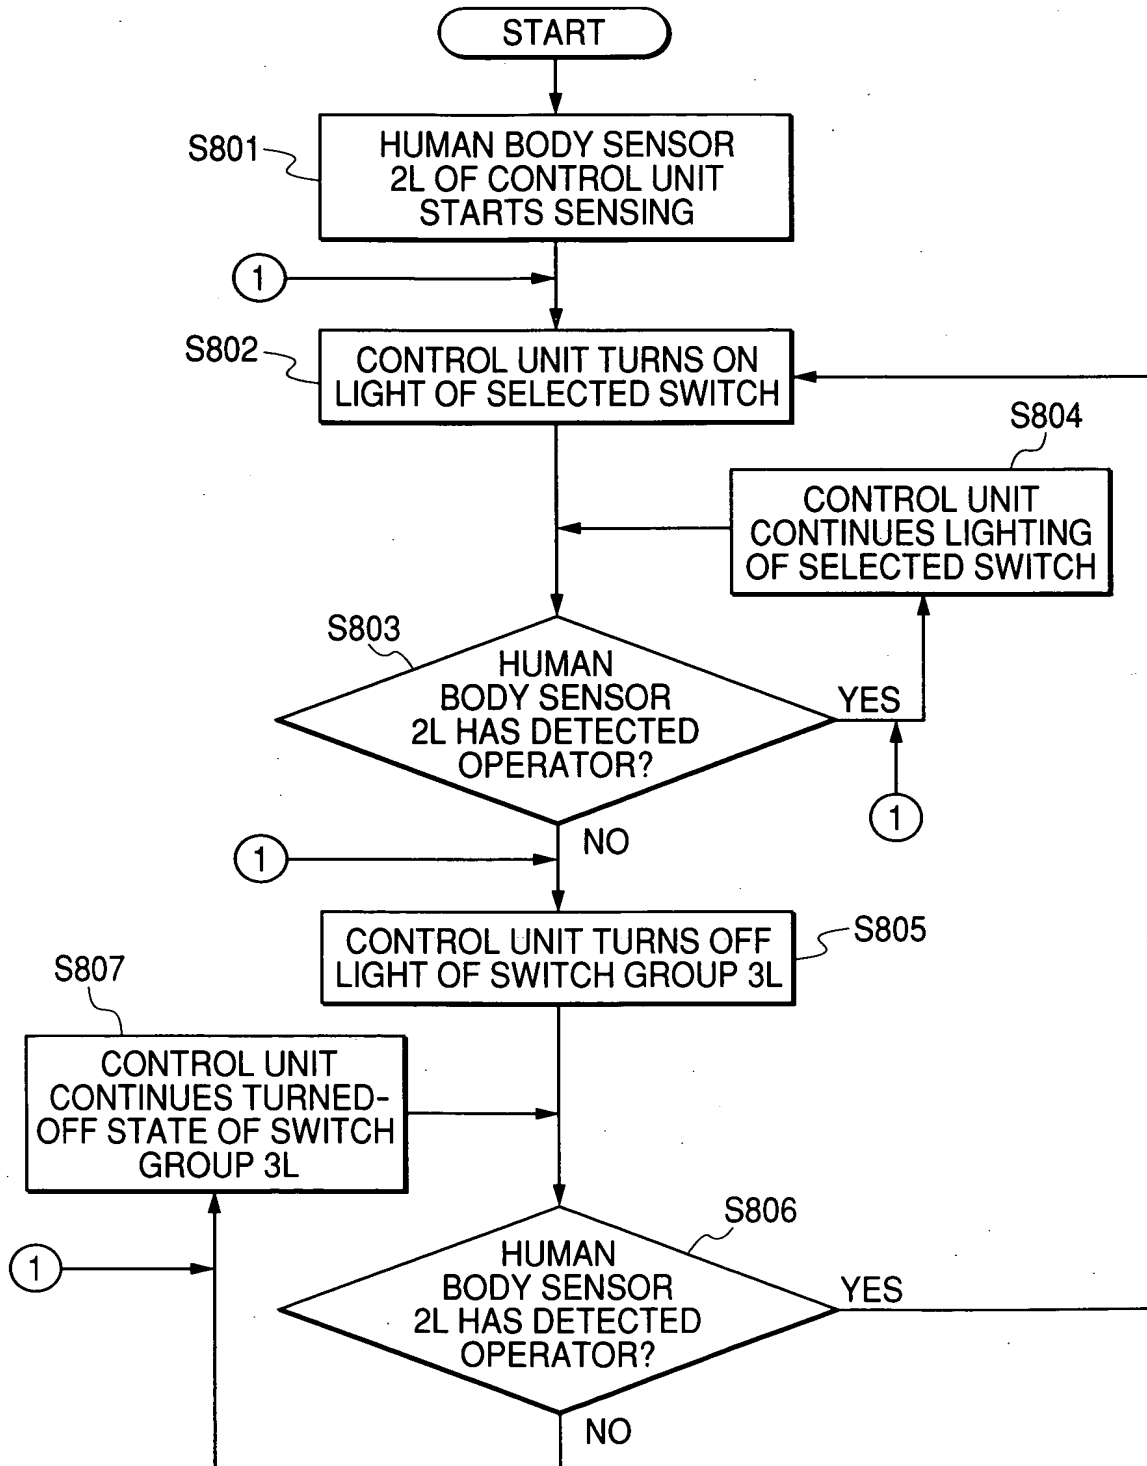 START
S801
HUMAN BODY SENSOR
2L OF CONTROL UNIT
STARTS SENSING
1
S802
CONTROL UNIT TURNS ON
LIGHT OF SELECTED SWITCH
S804
CONTROL UNIT
CONTINUES LIGHTING
OF SELECTED SWITCH
S803
HUMAN
BODY SENSOR
2L HAS DETECTED
OPERATOR?
YES
1
NO
1
CONTROL UNIT TURNS OFF
LIGHT OF SWITCH GROUP 3L
S805
S807
CONTROL UNIT
CONTINUES TURNED-
OFF STATE OF SWITCH
GROUP 3L
S806
1
HUMAN
BODY SENSOR
2L HAS DETECTED
OPERATOR?
YES
NO